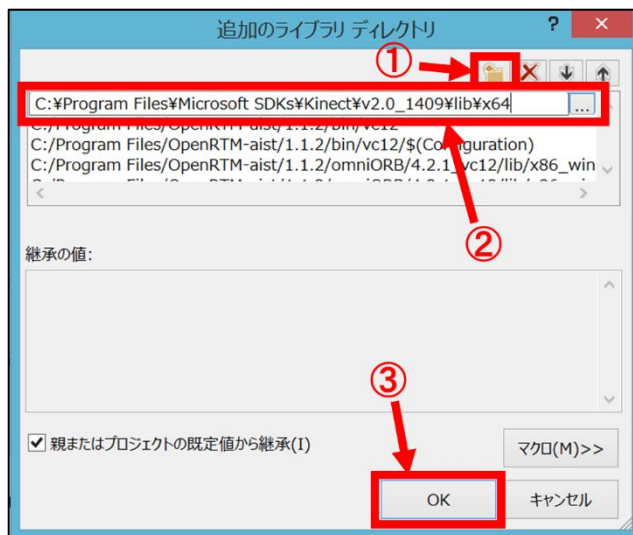 追加のライブラリ ディレクトリ
?
①
C:¥Program Files¥Microsoft SDKs¥Kinect¥v2.0_1409¥lib¥x64
...
C:/Program Files/OpenRTM-aist/1.1.2/bin/vc12
C:/Program Files/OpenRTM-aist/1.1.2/bin/vc12/$(Configuration)
C:/Program Files/OpenRTM-aist/1.1.2/omniORB/4.2.1_vc12/lib/x86_win
②
継承の値:
③
親またはプロジェクトの既定値から継承(I)
マクロ(M)>>
OK
キャンセル